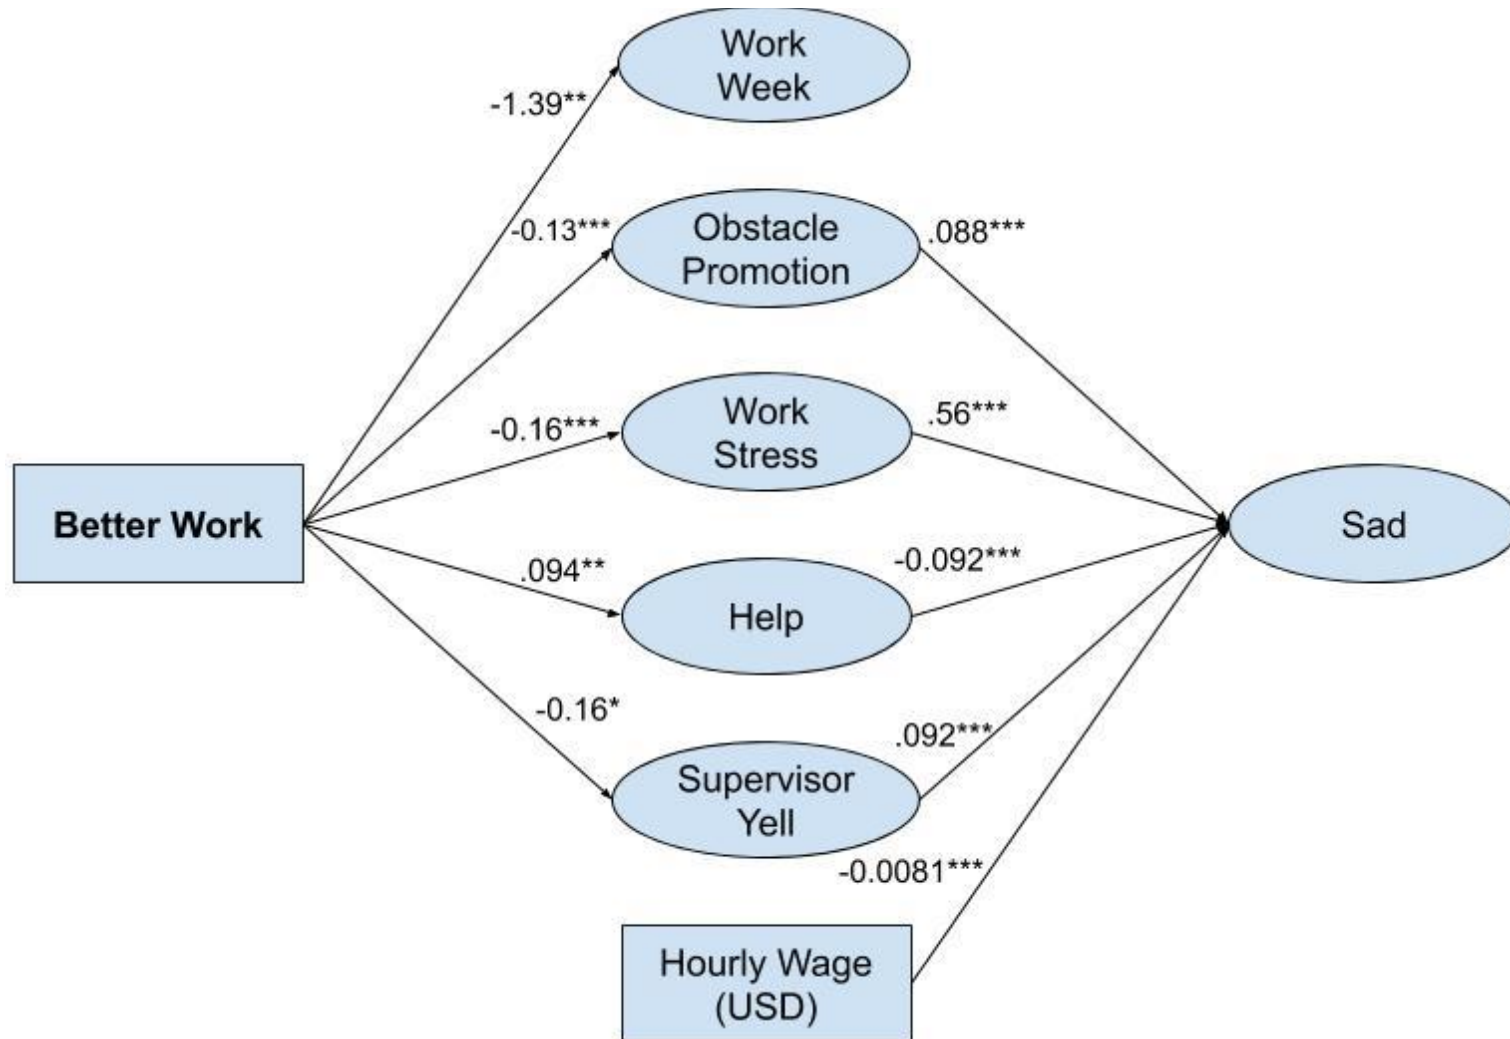 Work
Week
-1.39**
-0.13***
Obstacle
Promotion
.088***
-0.16***
Work
Stress
.56***
Better Work
Sad
.094**
Help
-0.092***
-0.16*
Supervisor
Yell
.092***
-0.0081***
Hourly Wage
(USD)